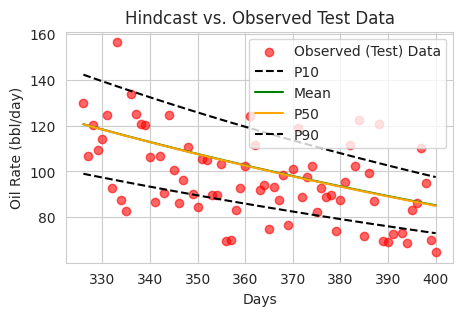 Hindcast vs. Observed Test Data
Oil Rate (bbl/day)
160
140
120
100
80
Observed (Test) Data
P10
Mean
P50
P90
330
340
350
360
370
380
390
400
Days